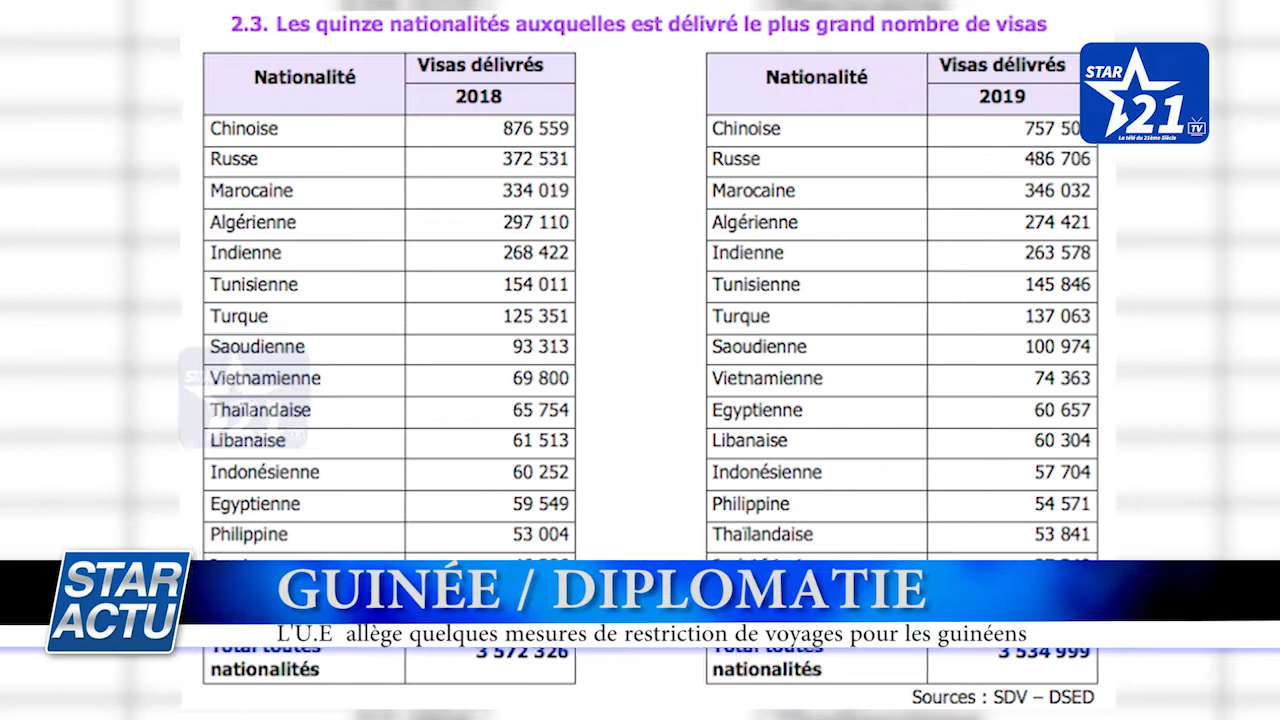 2.3. Les quinze nationalités auxquelles est délivré le plus grand nombre de visas
Nationalité Visas délivrés Nationalité Visas délivrés
2018 2019
Chinoise 876 559 Chinoise
Russe 372 531 Russe 486 706
Marocaine 334 019 Marocaine 346 032
Algérienne 297 110 Algérienne 274 421
Indienne 268 422 Indienne 263 578
Tunisienne 154 011 Tunisienne 145 846
Turque 125 351 Turque 137 063
Saoudienne 93 313 Saoudienne 100 974
Vietnamienne 69 800 Vietnamienne 74 363
Thaïlandaise 65 754 Egyptienne 60 657
Libanaise 61 513 Libanaise 60 304
Indonésienne 60 252 Indonésienne 57 704
Egyptienne 59 549 Philippine 54 571
Philippine 53 004 Thaïlandaise 53 841
Total toutes 3 572 326 Total toutes 3 534 999
nationalités nationalités
Sources : SDV – DSED
STAR
21
TV
La télé du 21ème Siècle
STAR
ACTU
GUINÉE / DIPLOMATIE
L'U.E allège quelques mesures de restriction de voyages pour les guinéens